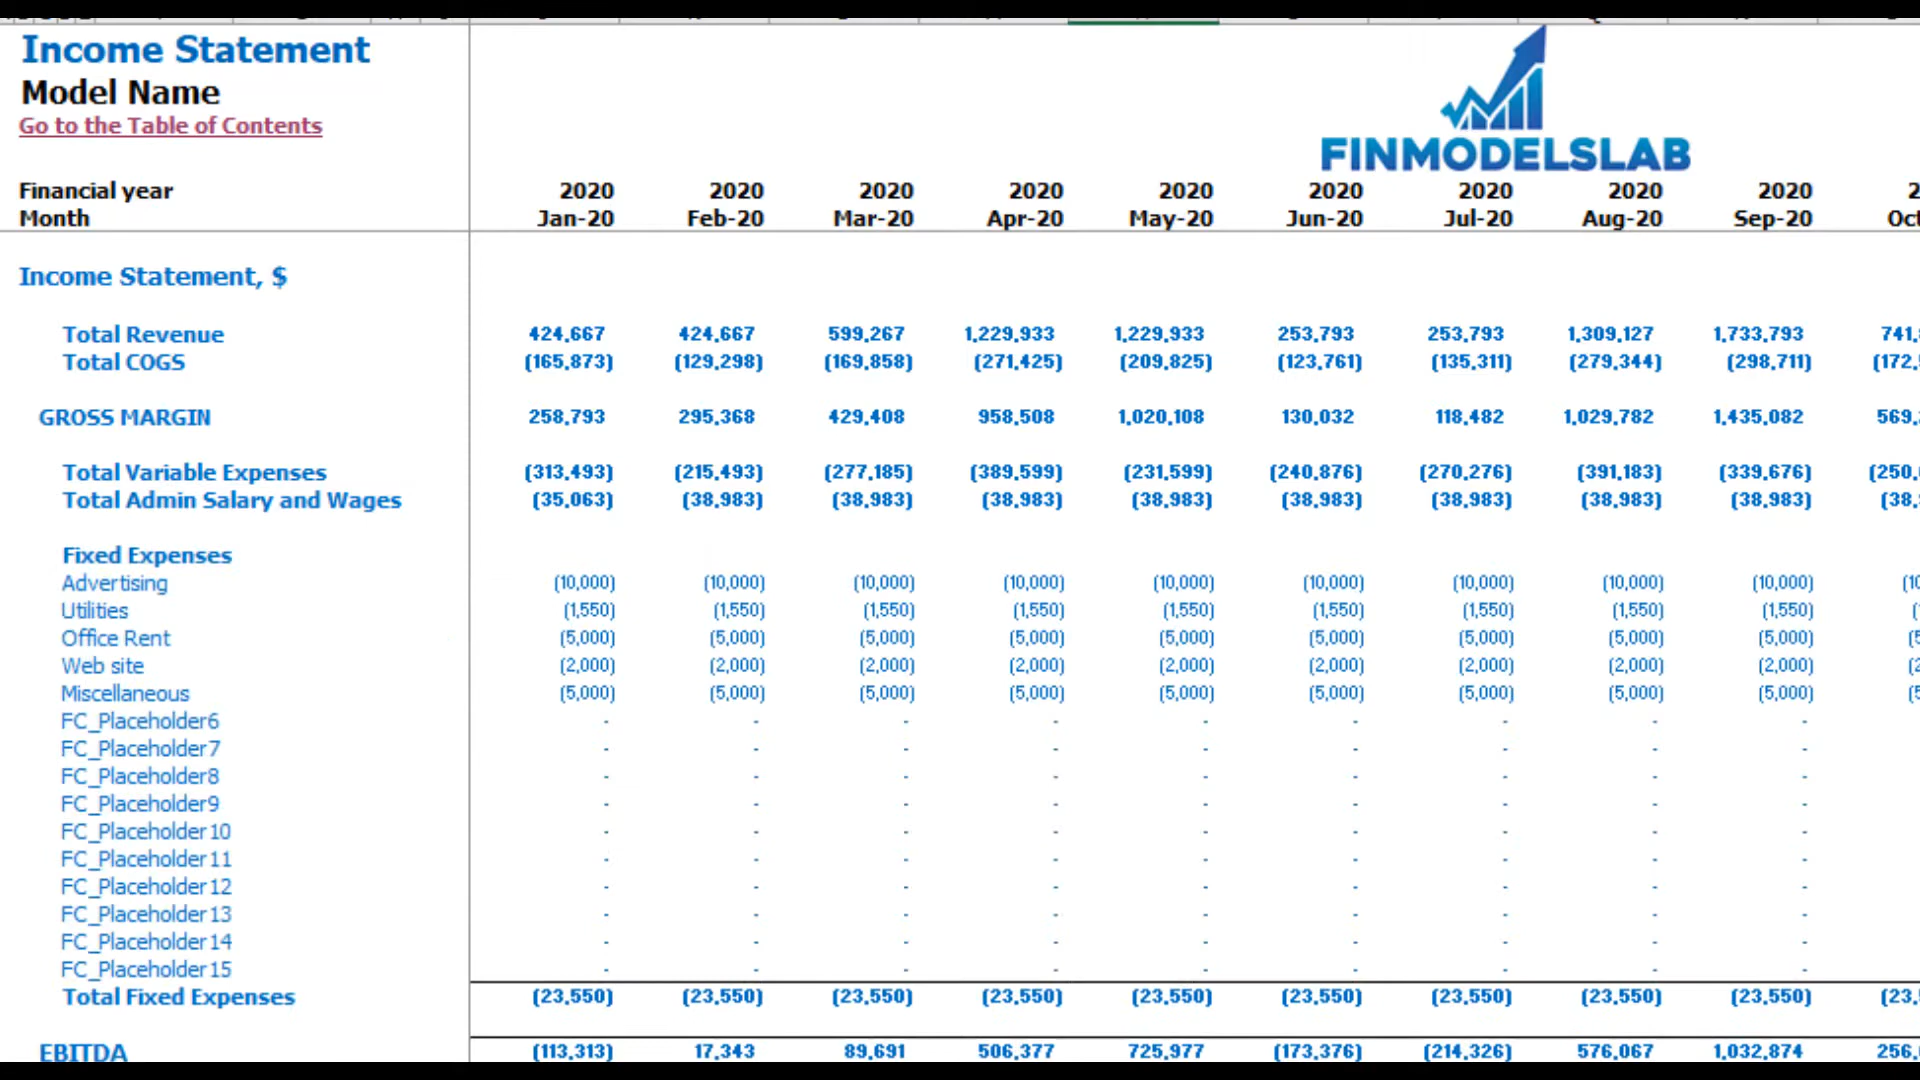 Income Statement
Model Name
Go to the Table of Contents
FINMODELSLAB
Financial year 2020 2020 2020 2020 2020 2020 2020 2020 2020
Month Jan-20 Feb-20 Mar-20 Apr-20 May-20 Jun-20 Jul-20 Aug-20 Sep-20 Oct
Income Statement, $
Total Revenue 424,667 424,667 599,267 1,229,933 1,229,933 253,793 253,793 1,309,127 1,733,793 741,
Total COGS (165,873) (129,298) (169,858) (271,425) (209,825) (123,761) (135,311) (279,344) (298,711) (172,
GROSS MARGIN 258,793 295,368 429,408 958,508 1,020,108 130,032 118,482 1,029,782 1,435,082 569,
Total Variable Expenses (313,493) (215,493) (277,185) (389,599) (231,599) (240,876) (270,276) (391,183) (339,676) (250,
Total Admin Salary and Wages (35,063) (38,983) (38,983) (38,983) (38,983) (38,983) (38,983) (38,983) (38,983) (38,
Fixed Expenses
Advertising (10,000) (10,000) (10,000) (10,000) (10,000) (10,000) (10,000) (10,000) (10,000)
Utilities (1,550) (1,550) (1,550) (1,550) (1,550) (1,550) (1,550) (1,550) (1,550)
Office Rent (5,000) (5,000) (5,000) (5,000) (5,000) (5,000) (5,000) (5,000) (5,000)
Web site (2,000) (2,000) (2,000) (2,000) (2,000) (2,000) (2,000) (2,000) (2,000)
Miscellaneous (5,000) (5,000) (5,000) (5,000) (5,000) (5,000) (5,000) (5,000) (5,000)
FC_Placeholder6 - - - - - - - - -
FC_Placeholder7 - - - - - - - - -
FC_Placeholder8 - - - - - - - - -
FC_Placeholder9 - - - - - - - - -
FC_Placeholder10 - - - - - - - - -
FC_Placeholder11 - - - - - - - - -
FC_Placeholder12 - - - - - - - - -
FC_Placeholder13 - - - - - - - - -
FC_Placeholder14 - - - - - - - - -
FC_Placeholder15 - - - - - - - - -
Total Fixed Expenses (23,550) (23,550) (23,550) (23,550) (23,550) (23,550) (23,550) (23,550) (23,550) (23,
EBITDA (113,313) 17,343 89,691 506,377 725,977 (173,376) (214,326) 576,067 1,032,874 256,